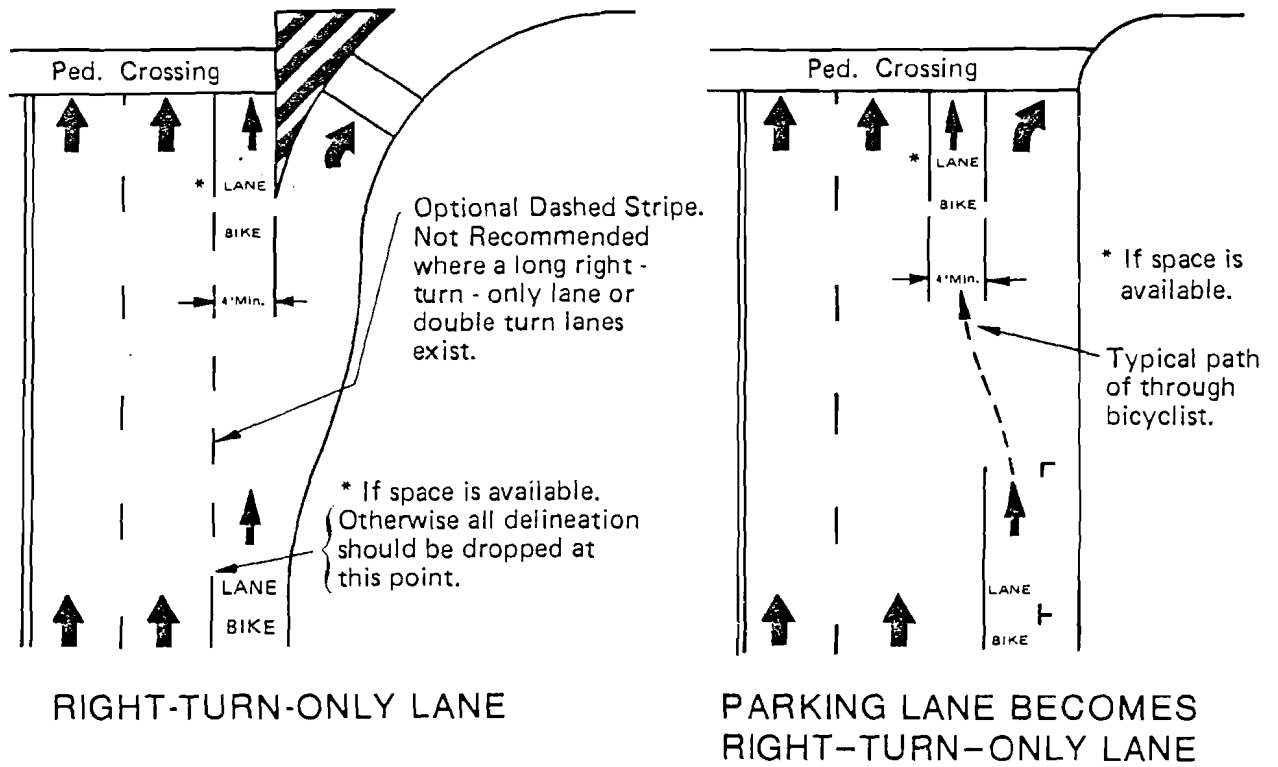 Ped. Crossing
* LANE
BIKE
4'Min.
Optional Dashed Stripe.
Not Recommended
where a long right -
turn - only lane or
double turn lanes
exist.
* If space is available.
Otherwise all delineation
should be dropped at
this point.
LANE
BIKE
RIGHT-TURN-ONLY LANE
Ped. Crossing
* LANE
BIKE
4'Min.
* If space is
available.
Typical path
of through
bicyclist.
LANE
BIKE
PARKING LANE BECOMES
RIGHT-TURN-ONLY LANE